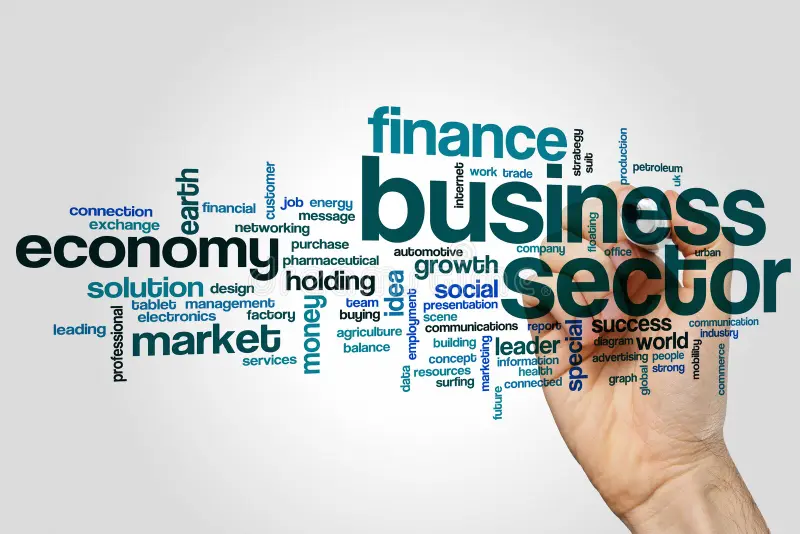 finance
strategy
suit
production
petroleum
uk
business
internet
work trade
earth
customer
job energy
message
connection
exchange
financial
networking
economy
purchase
pharmaceutical
automotive
growth
company
floating
office
urban
sector
solution
design
holding
idea
social
tablet management
electronics
factory
team
buying
money
employment
presentation
scene
communications
leading
professional
market
services
agriculture
balance
building
report
special
success
communication
industry
leader
diagram
world
mobility
concept
marketing
information
advertising
people
data
resources
health
global
strong
commerce
surfing
connected
graph
future